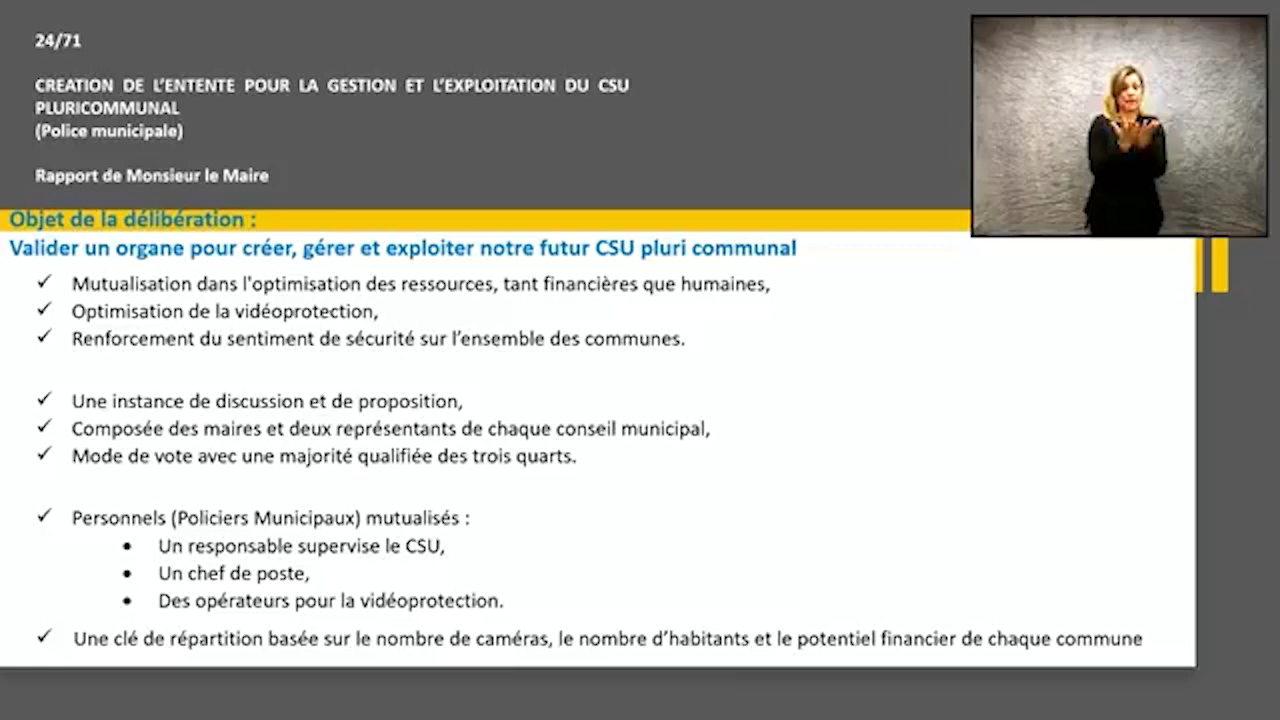 24/71
CREATION DE L'ENTENTE POUR LA GESTION ET L'EXPLOITATION DU CSU
PLURICOMMUNAL
(Police municipale)
Rapport de Monsieur le Maire
Objet de la délibération :
Valider un organe pour créer, gérer et exploiter notre futur CSU pluri communal
✓ Mutualisation dans l'optimisation des ressources, tant financières que humaines,
✓ Optimisation de la vidéoprotection,
✓ Renforcement du sentiment de sécurité sur l'ensemble des communes.
✓ Une instance de discussion et de proposition,
✓ Composée des maires et deux représentants de chaque conseil municipal,
✓ Mode de vote avec une majorité qualifiée des trois quarts.
✓ Personnels (Policiers Municipaux) mutualisés :
• Un responsable supervise le CSU,
• Un chef de poste,
• Des opérateurs pour la vidéoprotection.
✓ Une clé de répartition basée sur le nombre de caméras, le nombre d'habitants et le potentiel financier de chaque commune